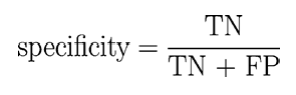 specificity = TN / TN + FP